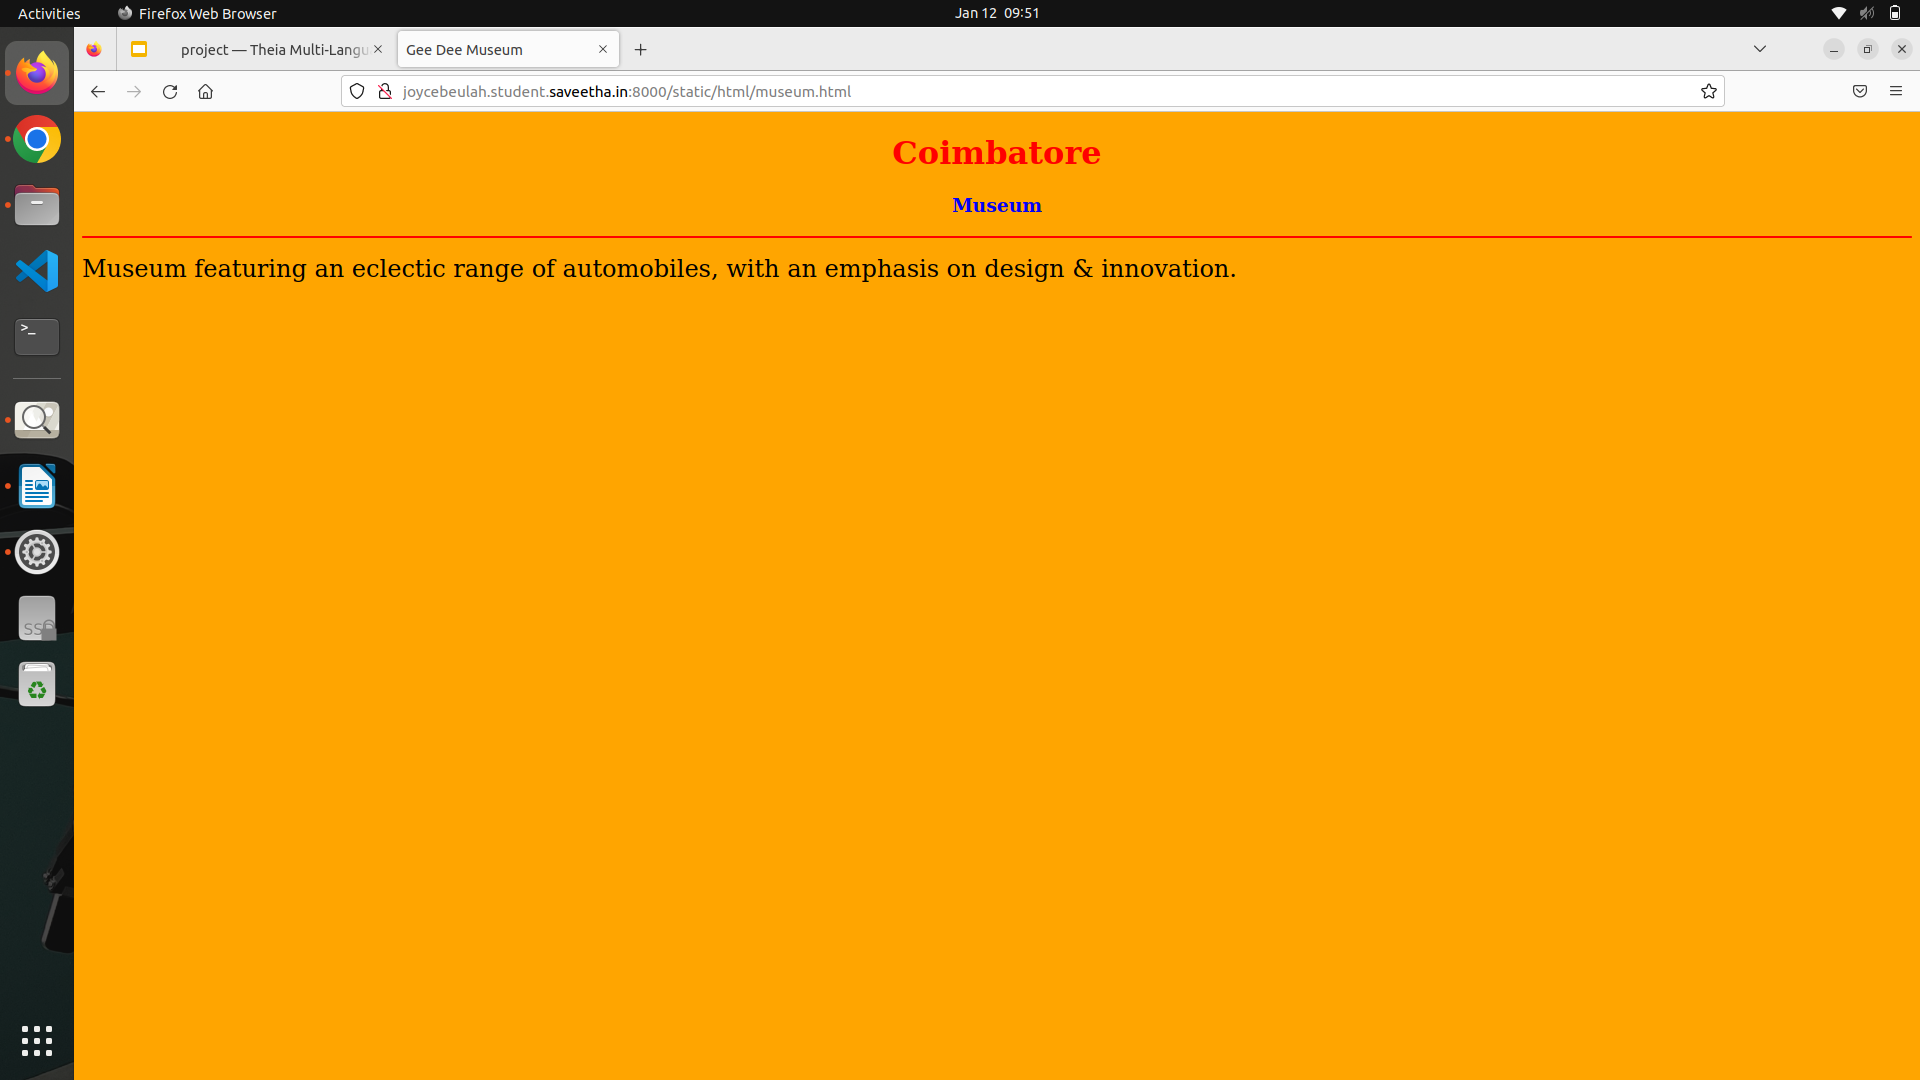 Activities
Firefox Web Browser
Jan 12 09:51
project — Theia Multi-Langu
Gee Dee Museum
joycebeulah.student.saveetha.in:8000/static/html/museum.html
Coimbatore
Museum
Museum featuring an eclectic range of automobiles, with an emphasis on design & innovation.
>_